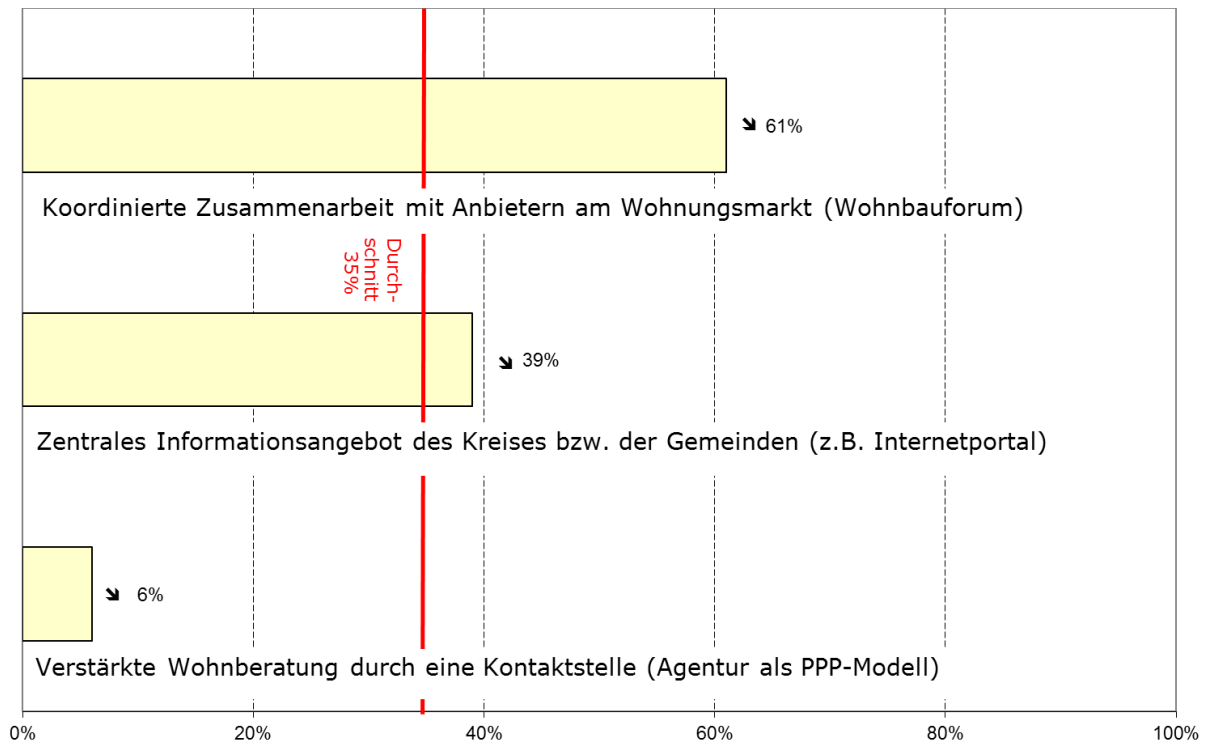 61%
Koordinierte Zusammenarbeit mit Anbietern am Wohnungsmarkt (Wohnbauforum)
Durch-
schnitt
35%
39%
Zentrales Informationsangebot des Kreises bzw. der Gemeinden (z.B. Internetportal)
6%
Verstärkte Wohnberatung durch eine Kontaktstelle (Agentur als PPP-Modell)
0% 20% 40% 60% 80% 100%